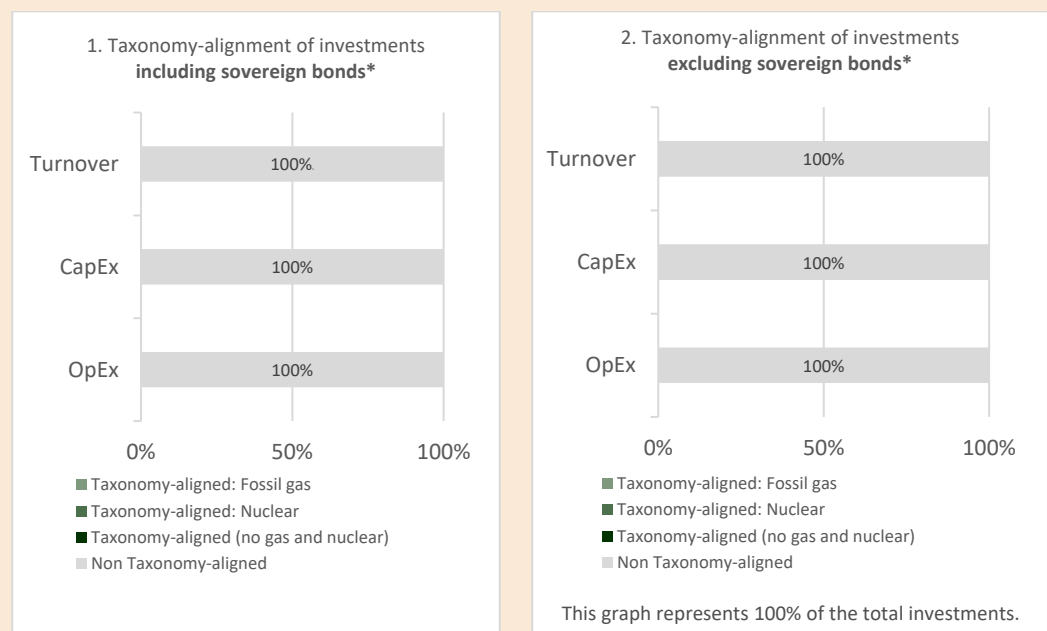 1. Taxonomy-alignment of investments
including sovereign bonds*
Turnover
100%
CapEx
100%
OpEx
100%
0% 50% 100%
Taxonomy-aligned: Fossil gas
Taxonomy-aligned: Nuclear
Taxonomy-aligned (no gas and nuclear)
Non Taxonomy-aligned
2. Taxonomy-alignment of investments
excluding sovereign bonds*
Turnover
100%
CapEx
100%
OpEx
100%
0% 50% 100%
Taxonomy-aligned: Fossil gas
Taxonomy-aligned: Nuclear
Taxonomy-aligned (no gas and nuclear)
Non Taxonomy-aligned
This graph represents 100% of the total investments.